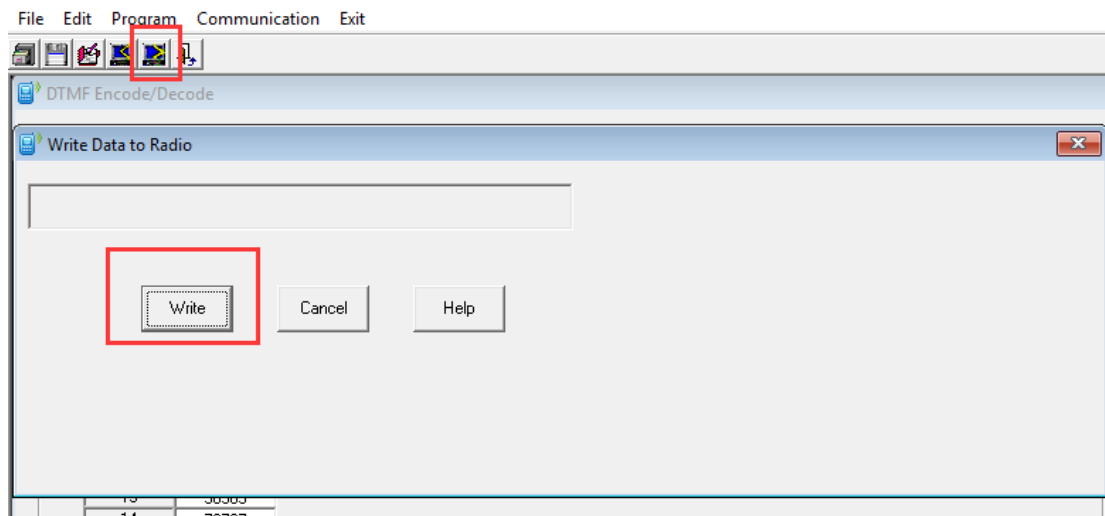 File Edit Program Communication Exit
DTMF Encode/Decode
Write Data to Radio
Write Cancel Help